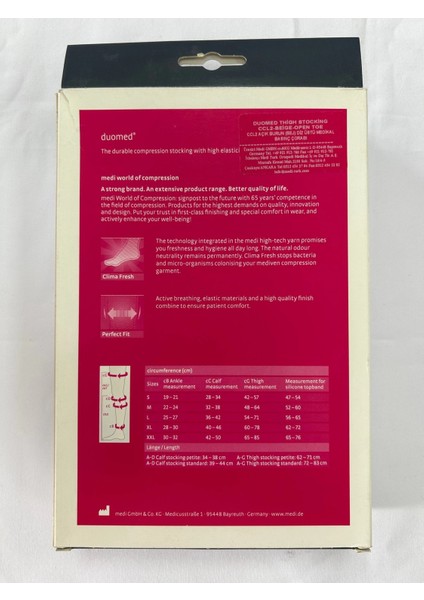 duomed®
The durable compression stocking with high elastici
DUOMED THIGH STOCKING
CCL2-BEIGE-OPEN TOE
medi world of compression
A strong brand. An extensive product range. Better quality of life.
medi World of Compression: signpost to the future with 65 years' competence in
the field of compression. Products for the highest demands on quality, innovation
and design. Put your trust in first-class finishing and special comfort in wear, and
actively enhance your well-being!
The technology integrated in the medi high-tech yarn promises
you freshness and hygiene all day long. The natural odour
neutrality remains permanently. Clima Fresh stops bacteria
and micro-organisms colonising your mediven compression
garment.
Clima Fresh
Active breathing, elastic materials and a high quality finish
combine to ensure patient comfort.
Perfect Fit
circumference (cm)
Sizes cB Ankle measurement cC Calf measurement cG Thigh measurement Measurement for silicone topband
S 19 – 21 28 – 34 42 – 57 47 – 54
M 22 – 24 32 – 38 48 – 64 52 – 60
L 25 – 27 36 – 42 54 – 71 56 – 65
XL 28 – 30 40 – 46 60 – 78 62 – 72
XXL 30 – 32 42 – 50 65 – 85 65 – 76
Länge / Length (cm)
A-D Calf stocking petite: 34 – 38 cm A-G Thigh stocking petite: 62 – 71 cm
A-D Calf stocking standard: 39 – 44 cm A-G Thigh stocking standard: 72 – 83 cm
medi GmbH & Co. KG · Medicusstraße 1 · 95448 Bayreuth · Germany · www.medi.de